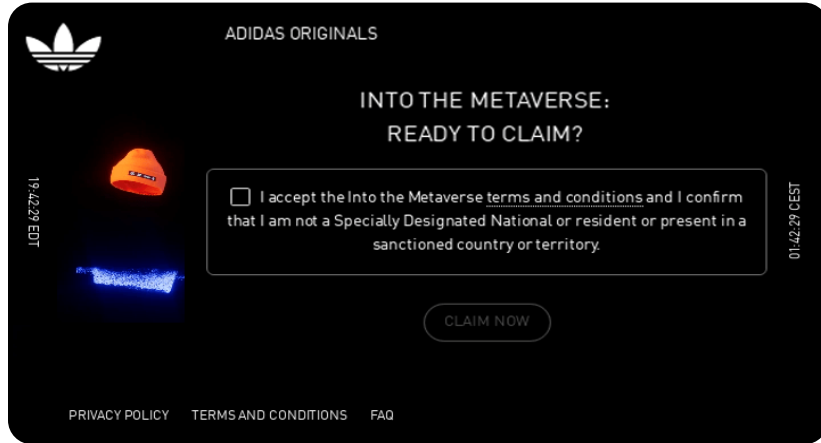 ADIDAS ORIGINALS
INTO THE METAVERSE:
READY TO CLAIM?
19:42:29 EDT
I accept the Into the Metaverse terms and conditions and I confirm
that I am not a Specially Designated National or resident or present in a
sanctioned country or territory.
01:42:29 CEST
CLAIM NOW
PRIVACY POLICY
TERMS AND CONDITIONS
FAQ